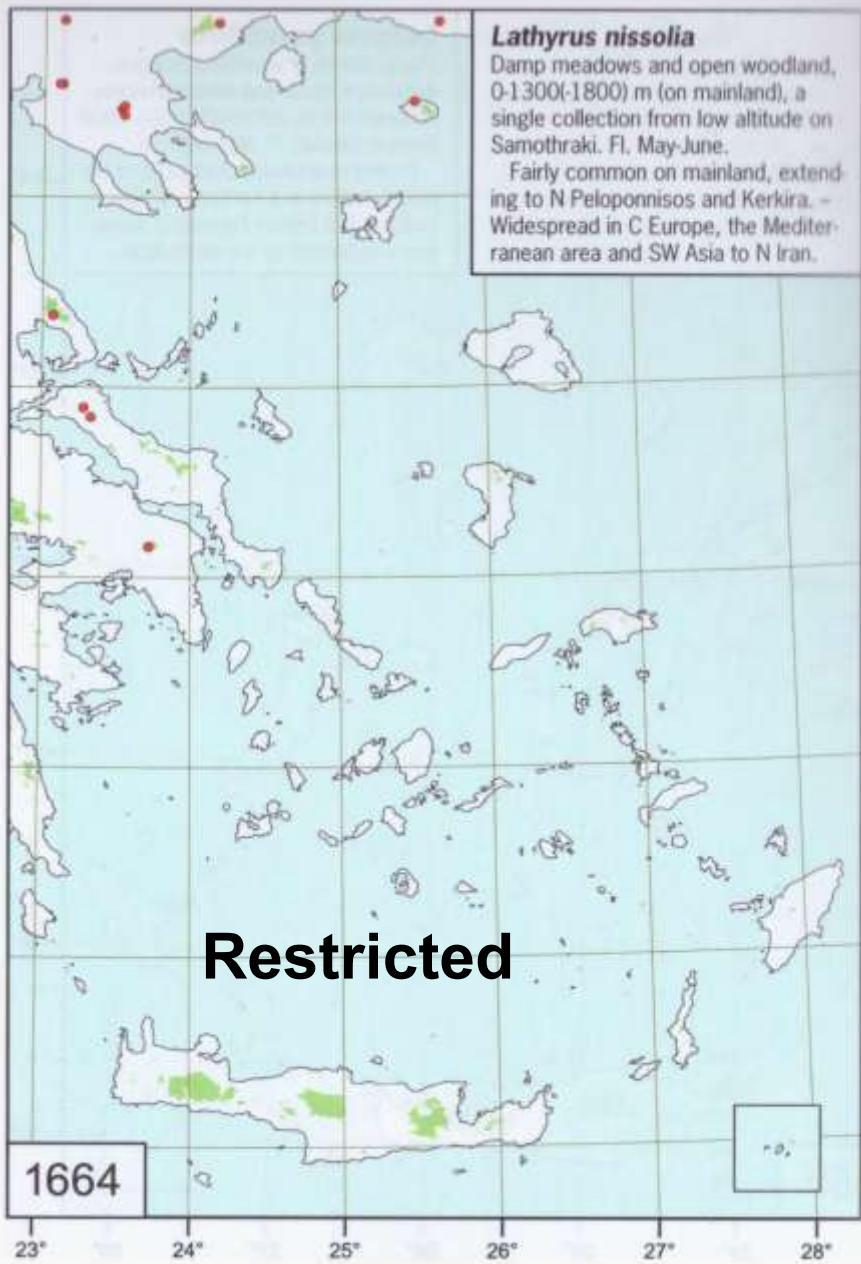 Lathyrus nissolia
Damp meadows and open woodland,
0-1300(-1800) m (on mainland), a
single collection from low altitude on
Samothraki. Fl. May-June.
Fairly common on mainland, extend-
ing to N Peloponnisos and Kerkira. –
Widespread in C Europe, the Mediter-
ranean area and SW Asia to N Iran.
Restricted
1664
23° 24° 25° 26° 27° 28°